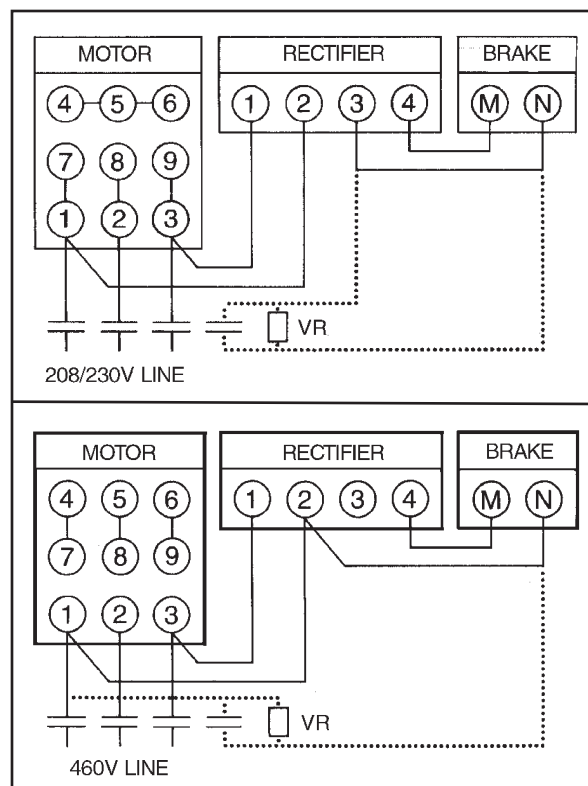 MOTOR RECTIFIER BRAKE
4 5 6 1 2 3 4 M N
7 8 9
1 2 3
VR
208/230V LINE
MOTOR RECTIFIER BRAKE
4 5 6 1 2 3 4 M N
7 8 9
1 2 3
VR
460V LINE